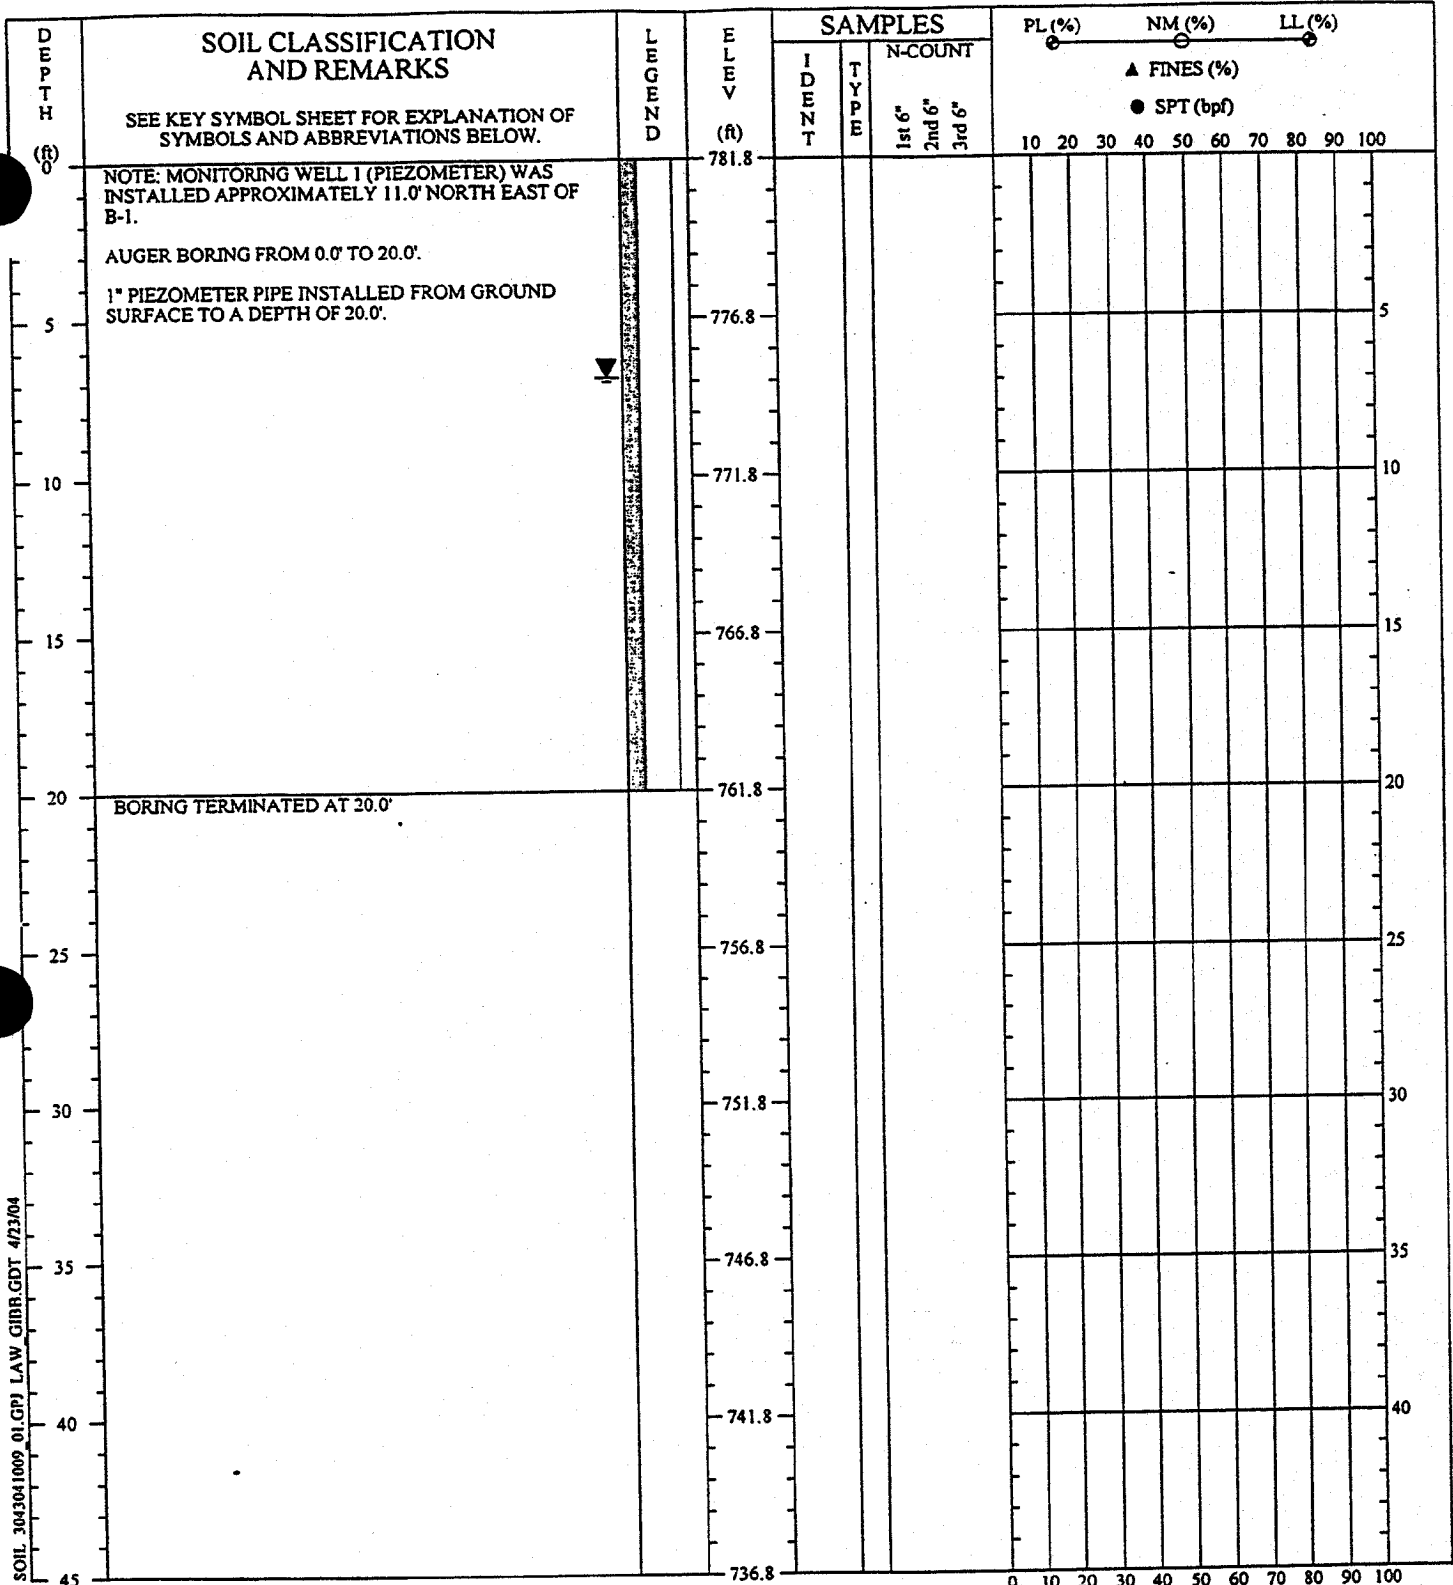 DEPTH
(ft)
SOIL CLASSIFICATION
AND REMARKS
SEE KEY SYMBOL SHEET FOR EXPLANATION OF
SYMBOLS AND ABBREVIATIONS BELOW.
LEGEND
ELEV
(ft)
SAMPLES
IDENT
TYPE
N-COUNT
1st 6"
2nd 6"
3rd 6"
PL (%) NM (%) LL (%)
▲ FINES (%)
● SPT (bpf)
10 20 30 40 50 60 70 80 90 100
0
NOTE: MONITORING WELL 1 (PIEZOMETER) WAS
INSTALLED APPROXIMATELY 11.0' NORTH EAST OF
B-1.
AUGER BORING FROM 0.0' TO 20.0'.
1" PIEZOMETER PIPE INSTALLED FROM GROUND
SURFACE TO A DEPTH OF 20.0'.
781.8
5 776.8 5
10 771.8 10
15 766.8 15
20 761.8 20
BORING TERMINATED AT 20.0'
25 756.8 25
30 751.8 30
35 746.8 35
40 741.8 40
45 736.8
0 10 20 30 40 50 60 70 80 90 100
SOIL 3043041009_01.GPJ LAW_GIBB.GDT 4/23/04